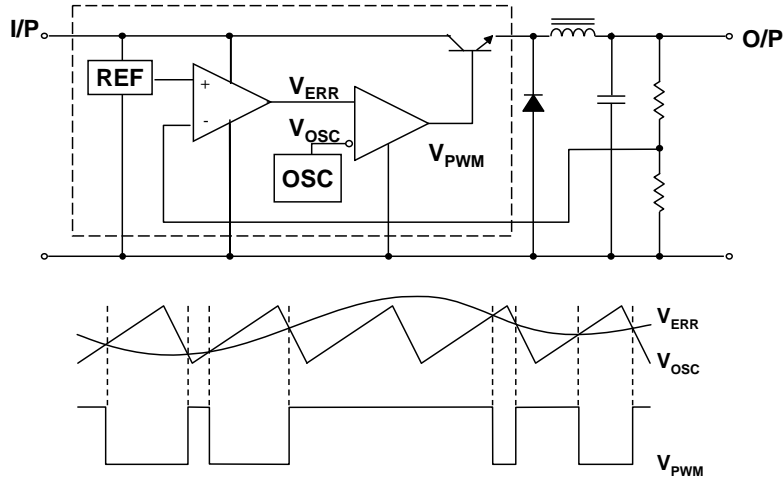 I/P
O/P
REF
+
-
V_ERR
V_OSC
OSC
V_PWM
V_ERR
V_OSC
V_PWM